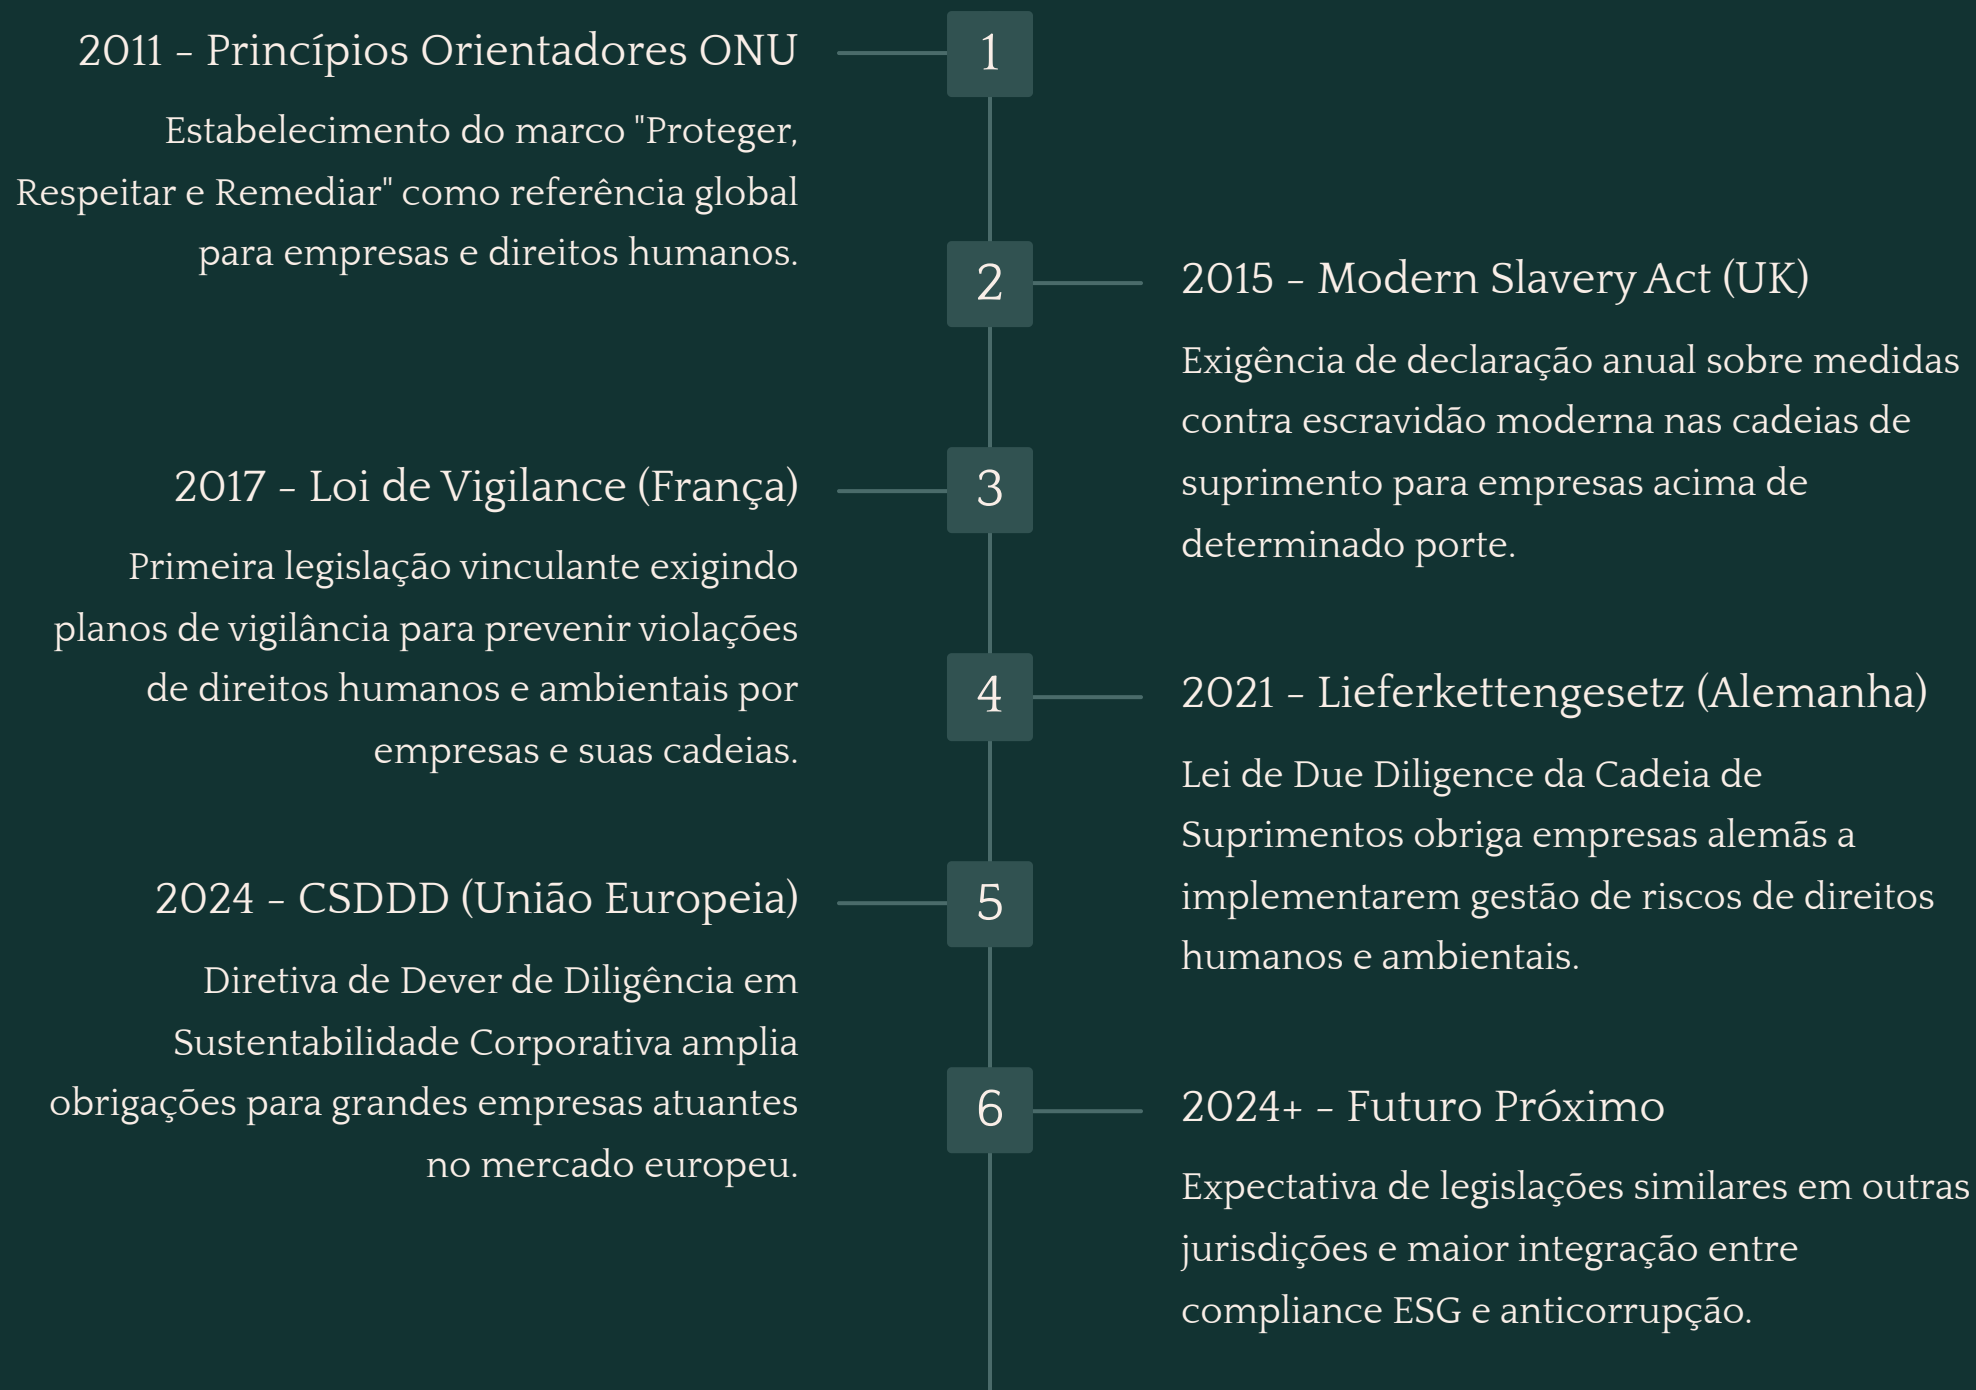 1
2011 – Princípios Orientadores ONU
Estabelecimento do marco "Proteger,
Respeitar e Remediar" como referência global
para empresas e direitos humanos.
2
2015 – Modern Slavery Act (UK)
Exigência de declaração anual sobre medidas
contra escravidão moderna nas cadeias de
suprimento para empresas acima de
determinado porte.
3
2017 – Loi de Vigilance (França)
Primeira legislação vinculante exigindo
planos de vigilância para prevenir violações
de direitos humanos e ambientais por
empresas e suas cadeias.
4
2021 – Lieferkettengesetz (Alemanha)
Lei de Due Diligence da Cadeia de
Suprimentos obriga empresas alemãs a
implementarem gestão de riscos de direitos
humanos e ambientais.
5
2024 – CSDDD (União Europeia)
Diretiva de Dever de Diligência em
Sustentabilidade Corporativa amplia
obrigações para grandes empresas atuantes
no mercado europeu.
6
2024+ – Futuro Próximo
Expectativa de legislações similares em outras
jurisdições e maior integração entre
compliance ESG e anticorrupção.